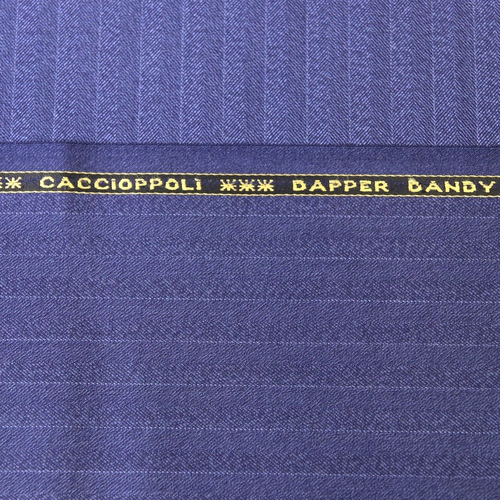 CACCIOPPOLI *** DAPPER DANDY